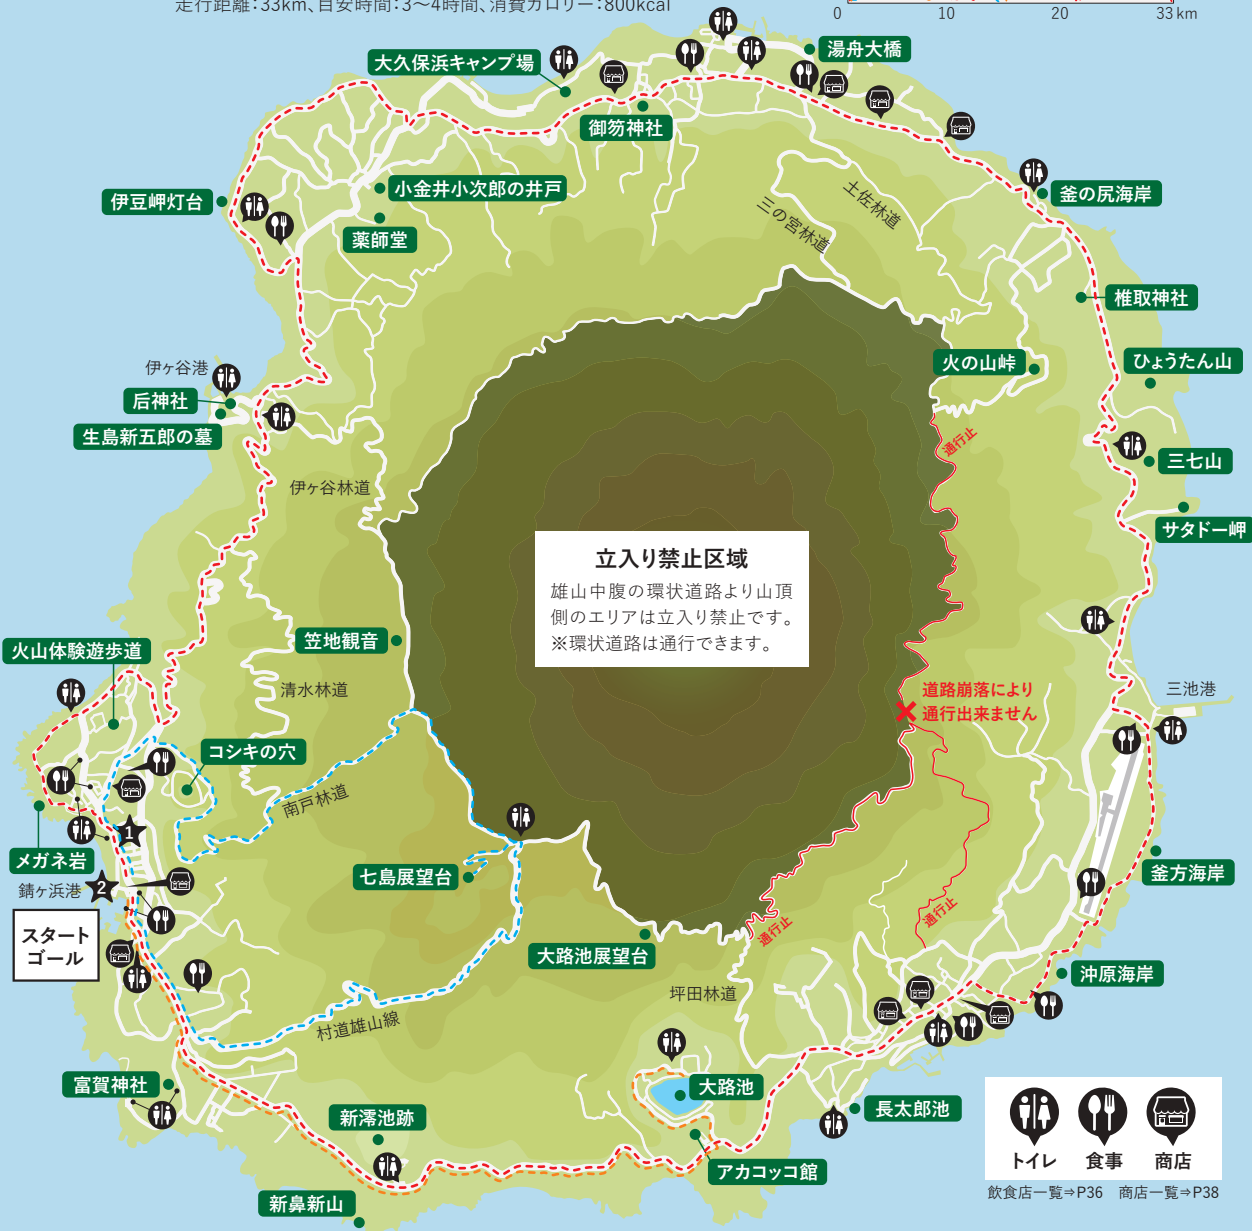 走行距離：33km、目安時間：3〜4時間、消費カロリー：800kcal
0 10 20 33km
湯舟大橋
大久保浜キャンプ場
御笏神社
釜の尻海岸
伊豆岬灯台
小金井小次郎の井戸
薬師堂
土佐林道
三の宮林道
椎取神社
火の山峠
ひょうたん山
伊ヶ谷港
后神社
生島新五郎の墓
通行止
三七山
伊ヶ谷林道
サタドー岬
立入り禁止区域
雄山中腹の環状道路より山頂
側のエリアは立入り禁止です。
※環状道路は通行できます。
笠地観音
火山体験遊歩道
清水林道
道路崩落により
通行出来ません
三池港
コシキの穴
南戸林道
1
メガネ岩
七島展望台
釜方海岸
錆ヶ浜港
2
スタート
ゴール
通行止
通行止
大路池展望台
沖原海岸
坪田林道
村道雄山線
富賀神社
大路池
長太郎池
新澪池跡
アカコッコ館
新鼻新山
トイレ 食事 商店
飲食店一覧⇒P36 商店一覧⇒P38